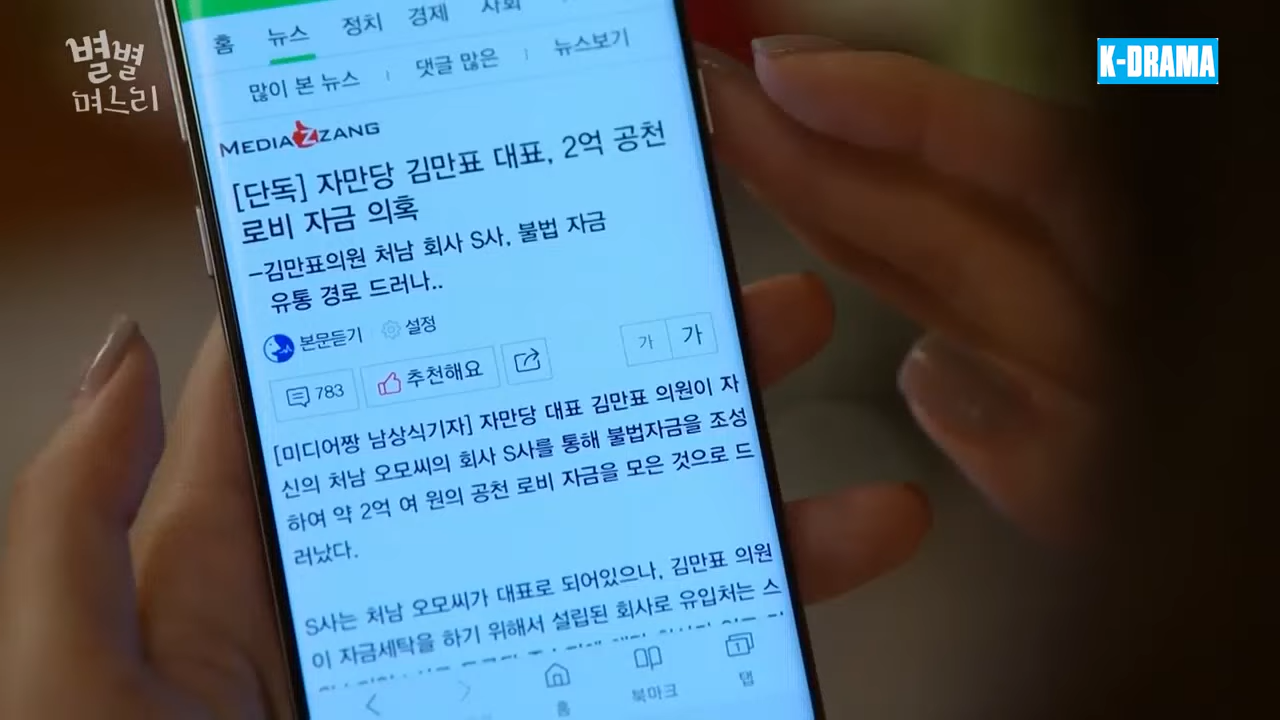 별별
며느리
K-DRAMA
홈 뉴스 정치 경제 사회
많이 본 뉴스 댓글 많은 뉴스보기
MEDIA ZZANG
[단독] 자만당 김만표 대표, 2억 공천
로비 자금 의혹
-김만표의원 처남 회사 S사, 불법 자금
유통 경로 드러나..
본문듣기 설정
783 추천해요 가 가
[미디어짱 남상식기자] 자만당 대표 김만표 의원이 자
신의 처남 오모씨의 회사 S사를 통해 불법자금을 조성
하여 약 2억 여 원의 공천 로비 자금을 모은 것으로 드
러났다.
S사는 처남 오모씨가 대표로 되어있으나, 김만표 의원
이 자금세탁을 하기 위해서 설립된 회사로 유입처는 스
홈 북마크 탭